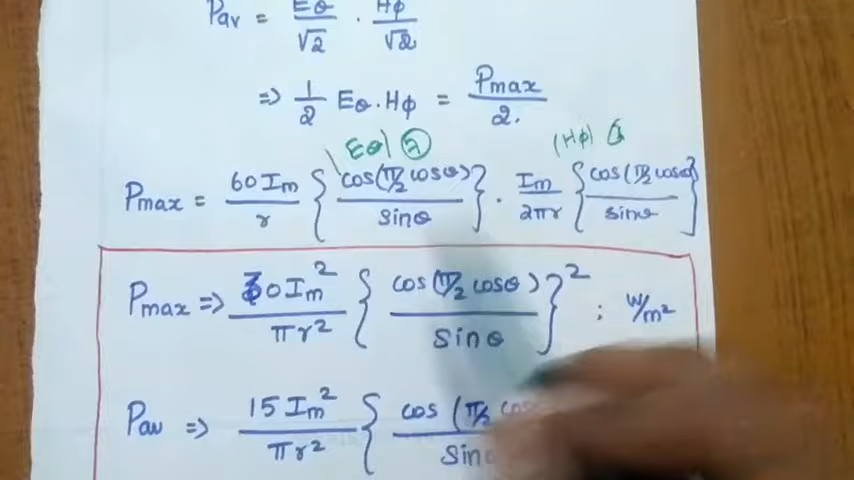 Pav = Eθ/√2 · Hφ/√2
=> 1/2 Eθ.Hφ = Pmax/2.
|Eθ| ② (Hφ)
Pmax = 60Im/r { cos(π/2 cosθ)/sinθ } · Im/2πr { cos(π/2 cosθ)/sinθ }
Pmax => 30Im²/πr² { cos(π/2 cosθ)/sinθ }² : W/m²
Pav => 15Im²/πr² { cos (π/2 cos / sin